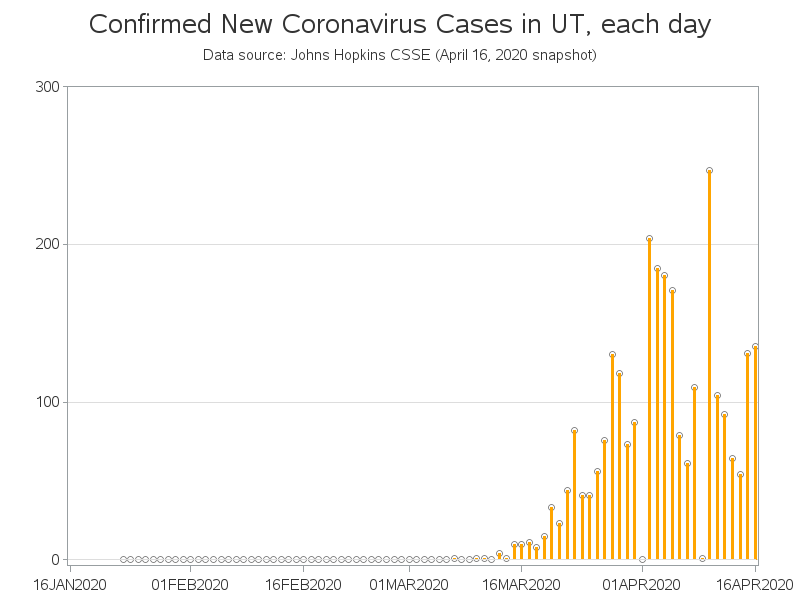 Confirmed New Coronavirus Cases in UT, each day
Data source: Johns Hopkins CSSE (April 16, 2020 snapshot)
300
200
100
0
16JAN2020 01FEB2020 16FEB2020 01MAR2020 16MAR2020 01APR2020 16APR2020